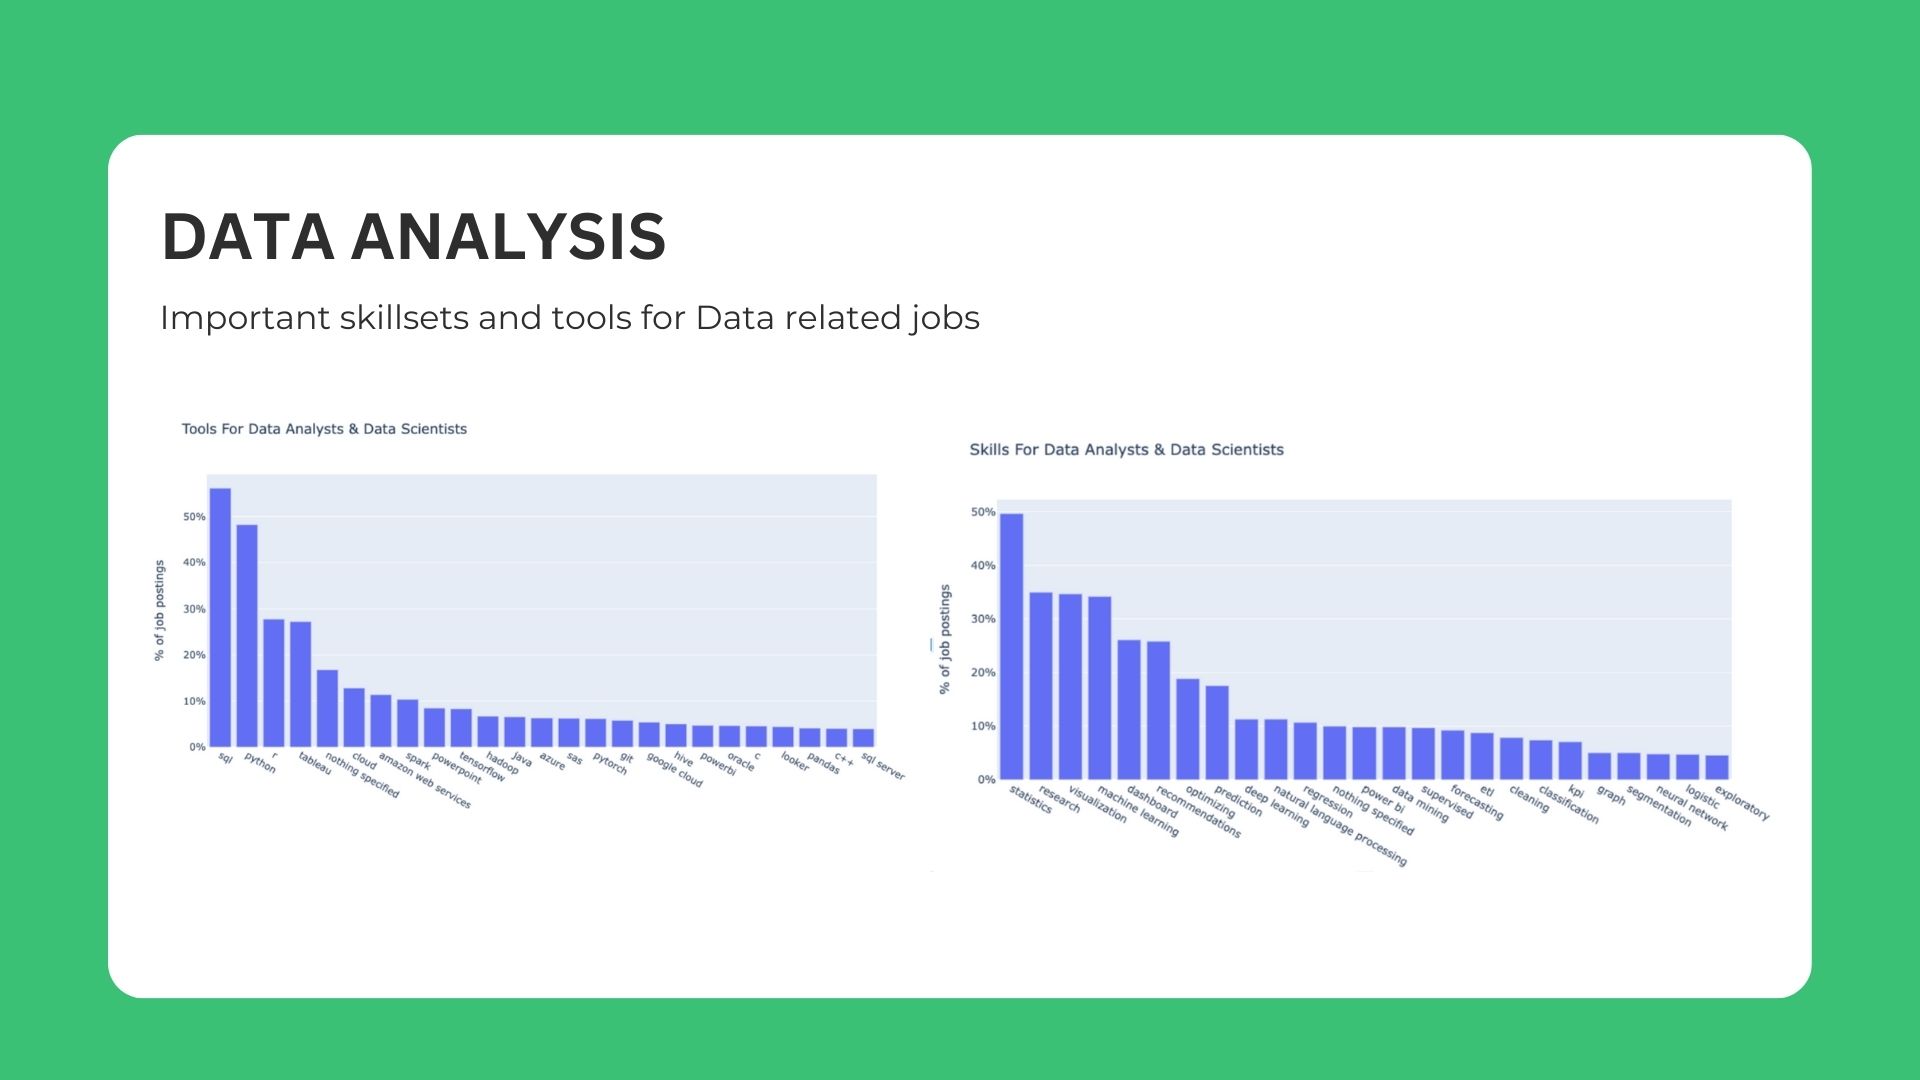 DATA ANALYSIS
Important skillsets and tools for Data related jobs
Tools For Data Analysts & Data Scientists
% of job postings
50%
40%
30%
20%
10%
0%
sql
python
r
tableau
nothing specified
cloud
amazon web services
spark
powerpoint
tensorflow
hadoop
java
azure
sas
pytorch
git
google cloud
hive
powerbi
oracle
c
looker
pandas
c++
sql server
Skills For Data Analysts & Data Scientists
% of job postings
50%
40%
30%
20%
10%
0%
statistics
research
visualization
machine learning
dashboard
recommendations
optimizing
prediction
deep learning
natural language processing
regression
nothing specified
power bi
data mining
supervised
forecasting
etl
cleaning
classification
kpi
graph
segmentation
neural network
logistic
exploratory